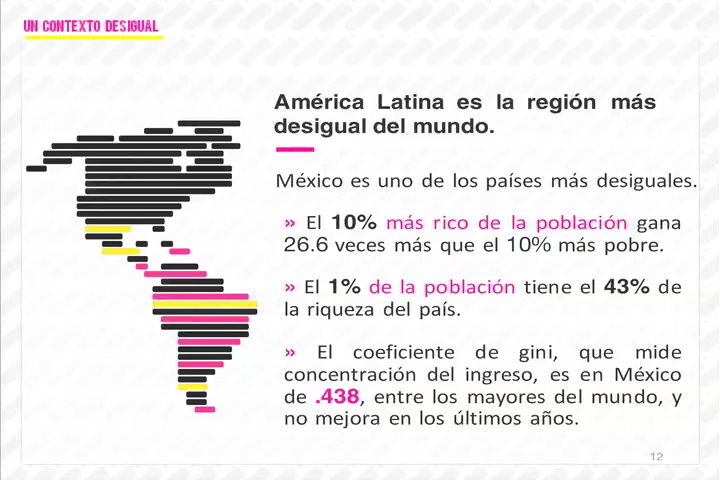 UN CONTEXTO DESIGUAL
América Latina es la región más
desigual del mundo.
México es uno de los países más desiguales.
» El 10% más rico de la población gana
26.6 veces más que el 10% más pobre.
» El 1% de la población tiene el 43% de
la riqueza del país.
» El coeficiente de gini, que mide
concentración del ingreso, es en México
de .438, entre los mayores del mundo, y
no mejora en los últimos años.
12